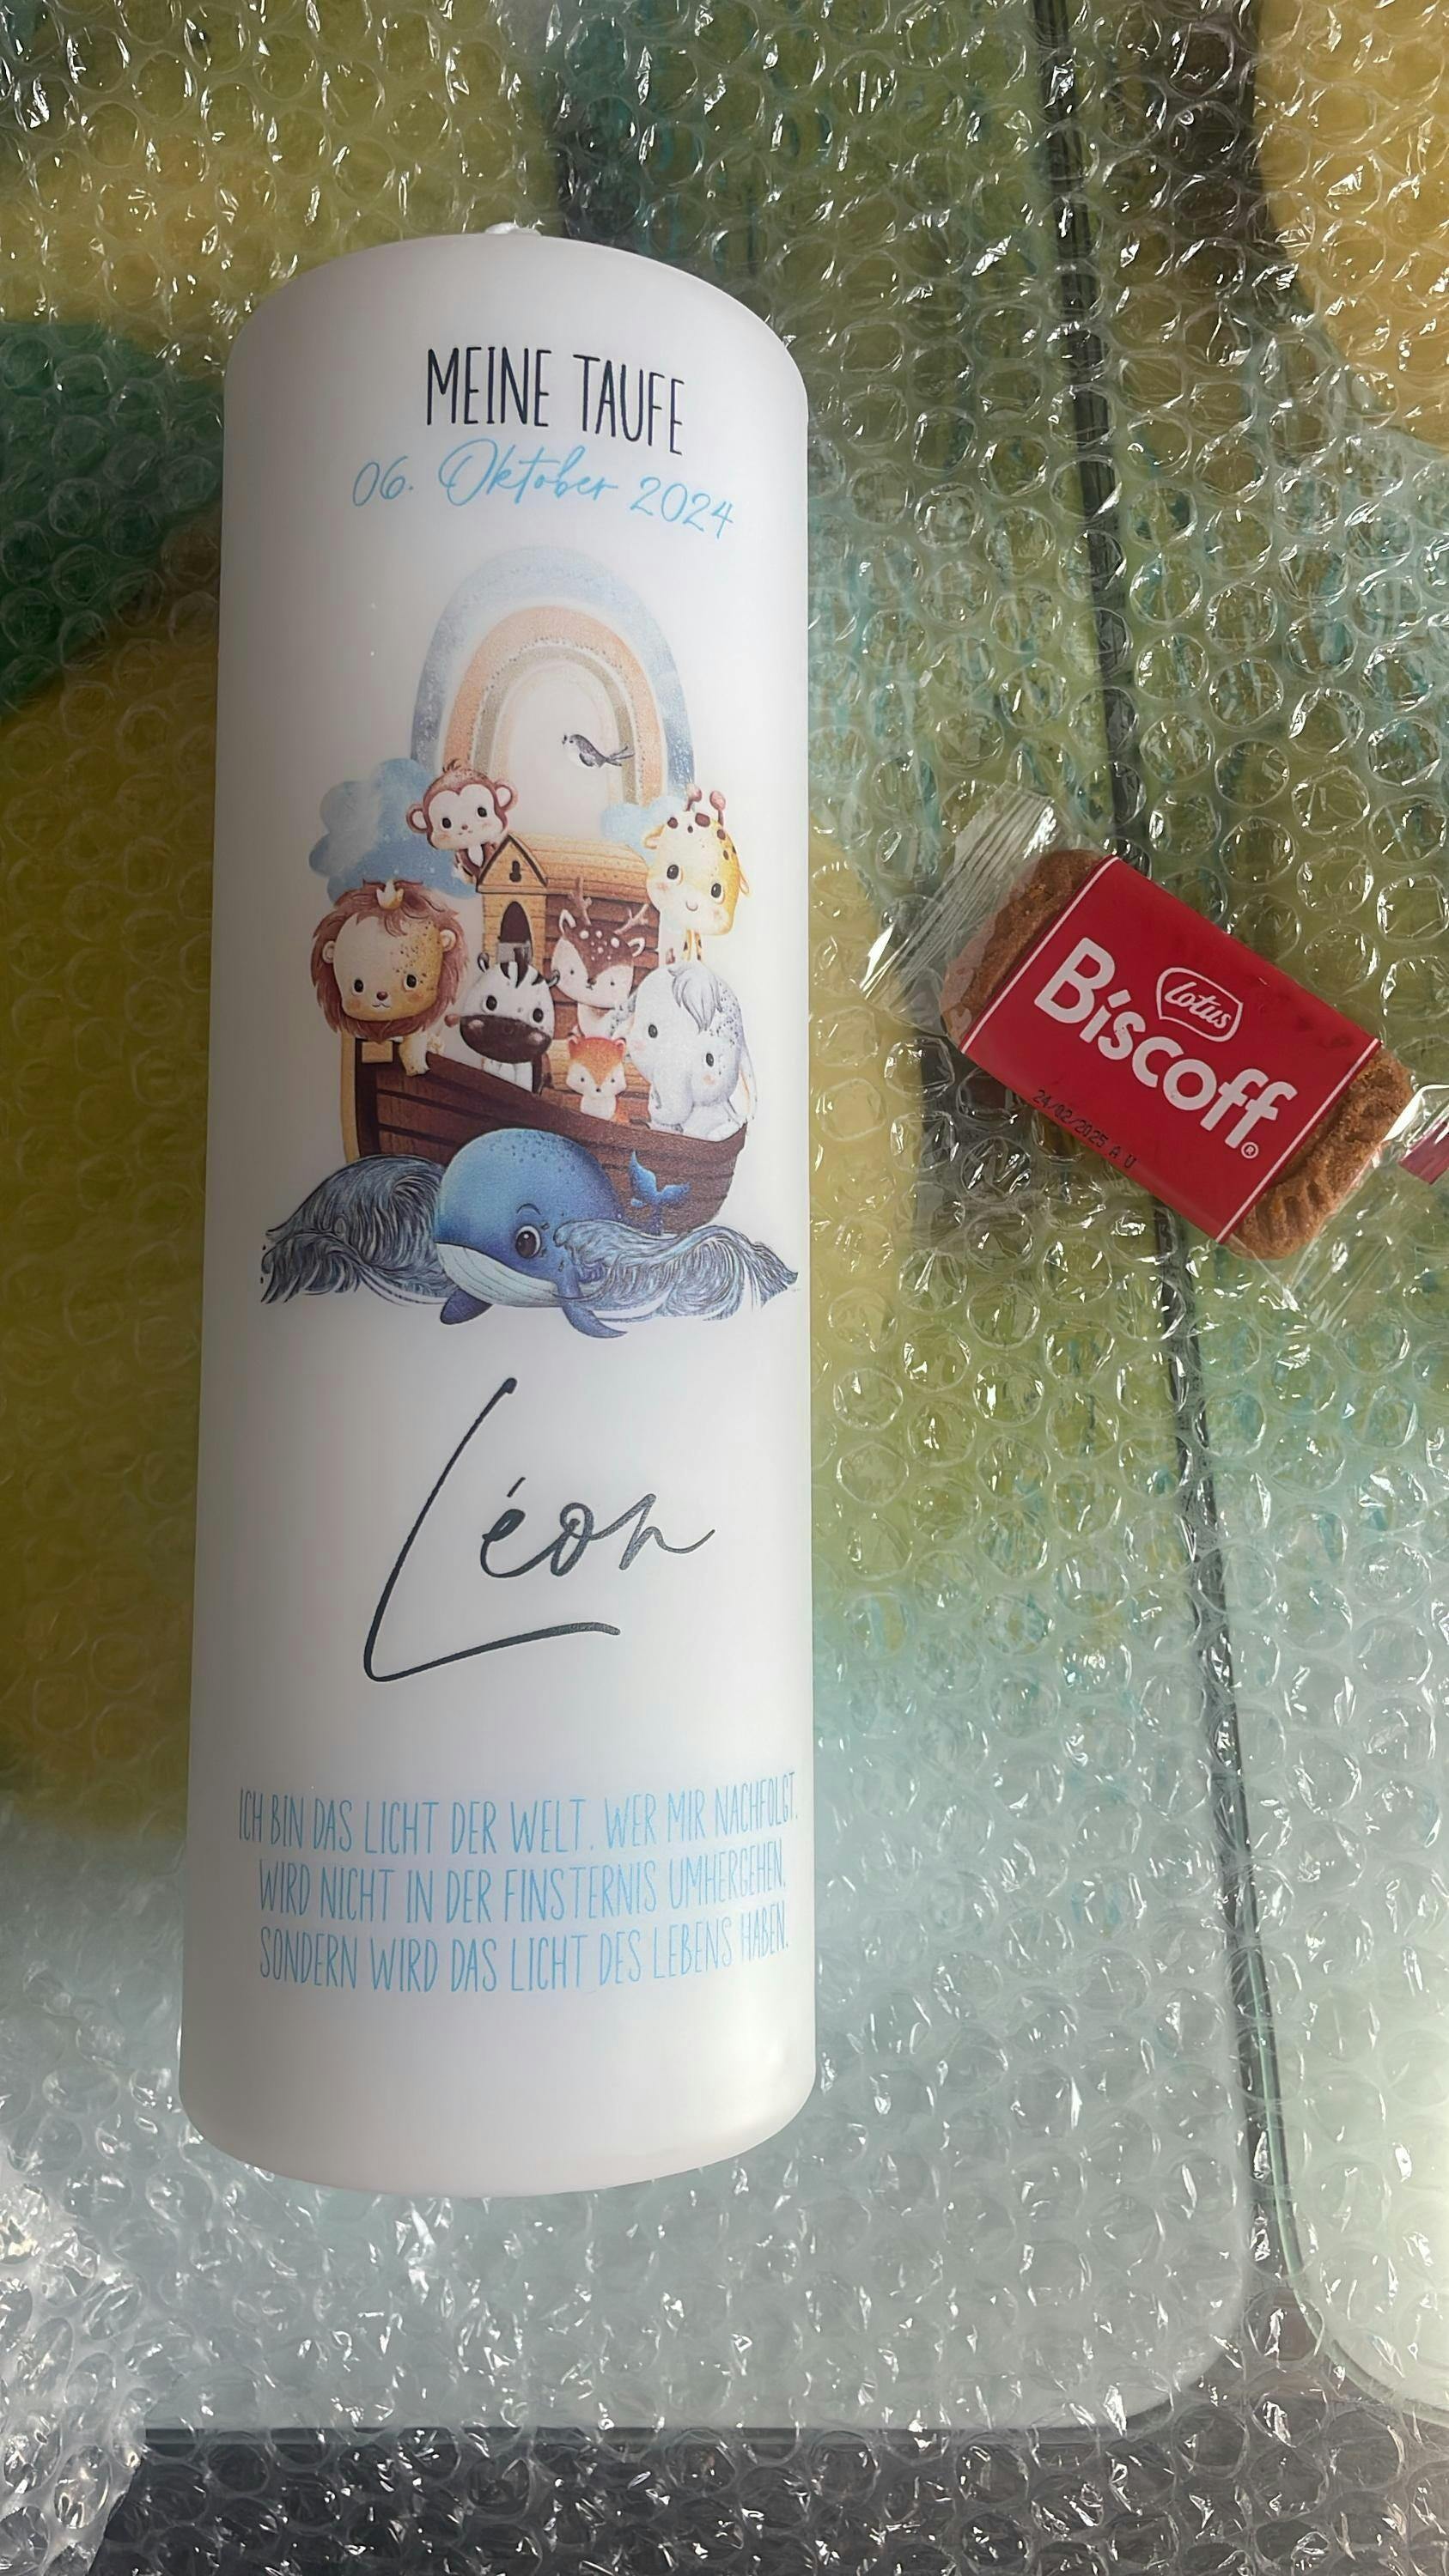 MEINE TAUFE
06. Oktober 2024
Léon
ICH BIN DAS LICHT DER WELT. WER MIR NACHFOLGT,
WIRD NICHT IN DER FINSTERNIS UMHERGEHEN,
SONDERN WIRD DAS LICHT DES LEBENS HABEN.
Lotus
Biscoff®
24/02/2025 A U